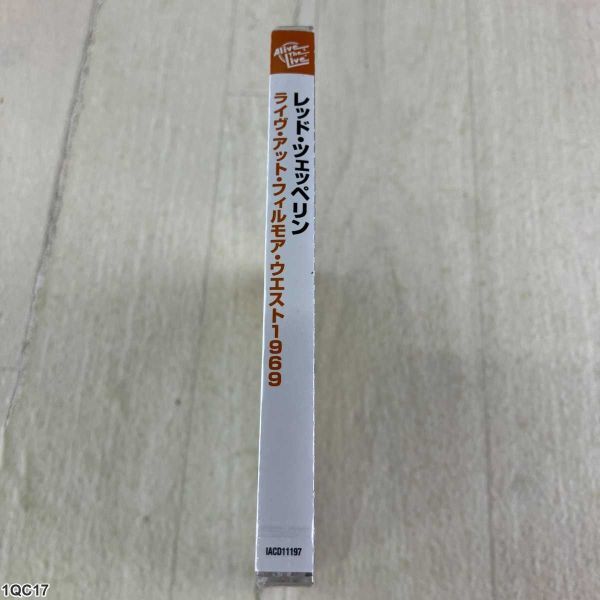 Alive
The
Live
レッド・ツェッペリン
ライヴ・アット・フィルモア・ウエスト1969
IACD11197
1QC17